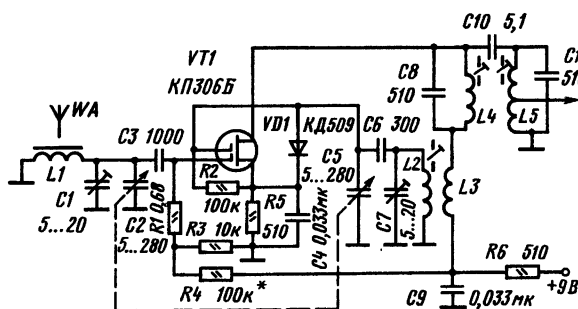 C10 5,1
VT1
КП306Б
C8
510
C1
51
WA
C3 1000
VD1
КД509
C6 300
L4
L5
L1
R2
100к
C5
5...280
L2
L3
C1
5...20
C2
5...280
R1 0,68
R3 10к
R5
510
C4 0,033мк
C7
5...20
R4 100к*
R6 510
+9В
C9 0,033мк